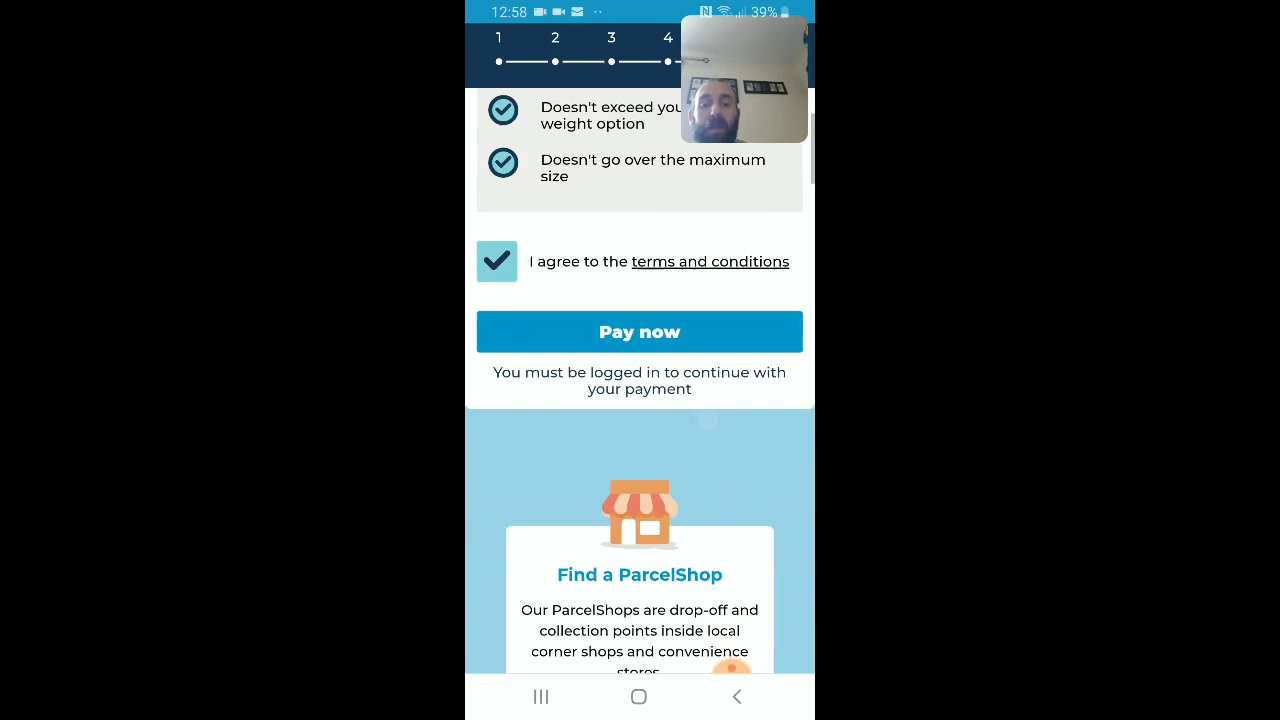 12:58
39%
1 2 3 4
Doesn't exceed you
weight option
Doesn't go over the maximum
size
I agree to the terms and conditions
Pay now
You must be logged in to continue with
your payment
Find a ParcelShop
Our ParcelShops are drop-off and
collection points inside local
corner shops and convenience
stores.